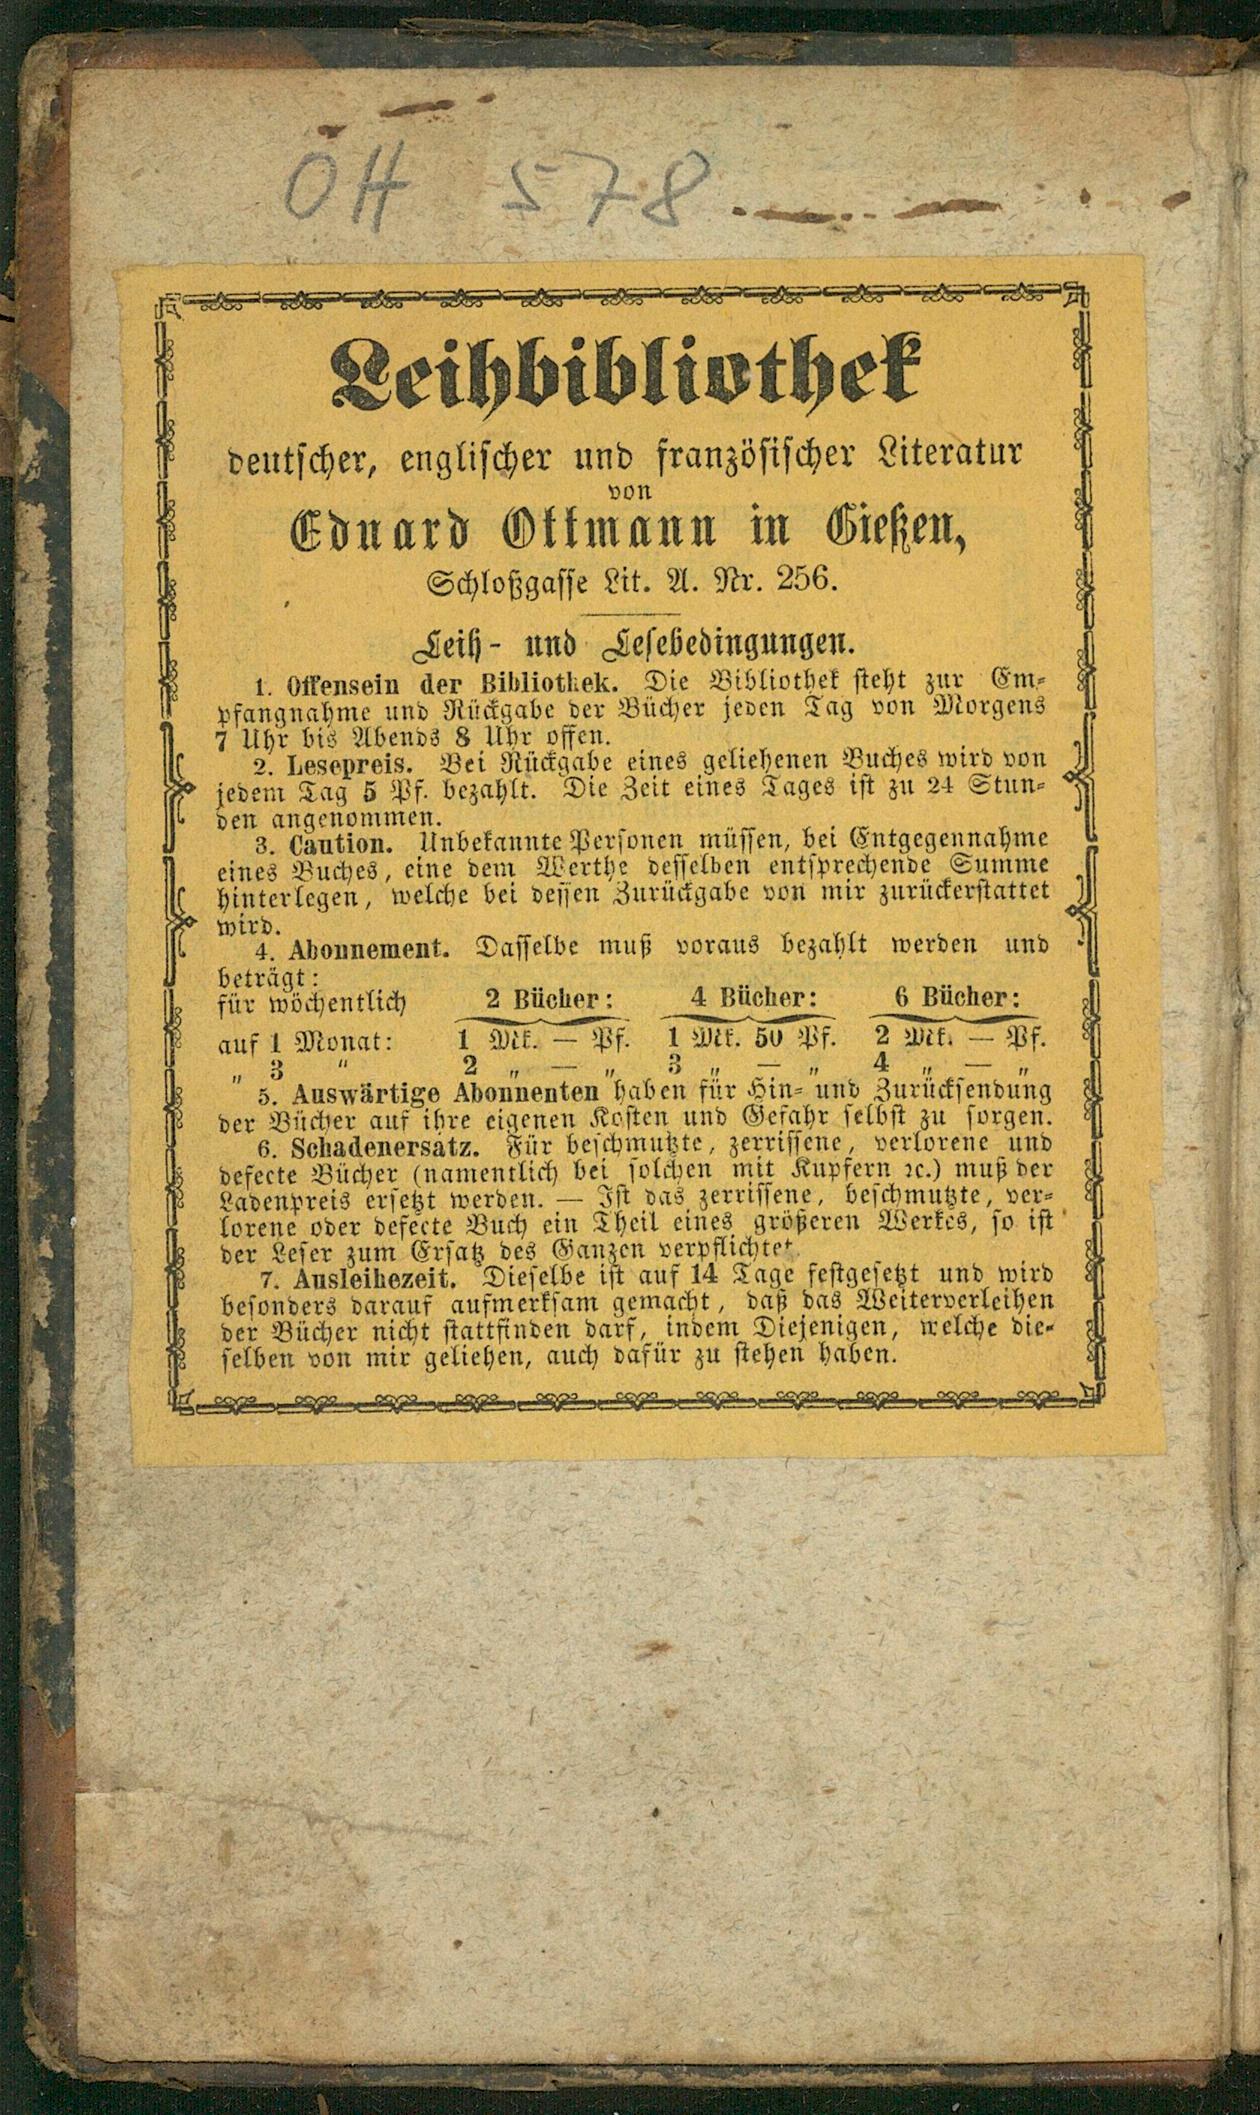 OH 578
Leihbibliothek
deutscher, englischer und französischer Literatur
von
Eduard Ottmann in Gießen,
Schloßgasse Lit. A. Nr. 256.
Leih- und Lesebedingungen.
1. Offensein der Bibliothek. Die Bibliothek steht zur Em-
pfangnahme und Rückgabe der Bücher jeden Tag von Morgens
7 Uhr bis Abends 8 Uhr offen.
2. Lesepreis. Bei Rückgabe eines geliehenen Buches wird von
jedem Tag 5 Pf. bezahlt. Die Zeit eines Tages ist zu 24 Stun-
den angenommen.
3. Caution. Unbekannte Personen müssen, bei Entgegennahme
eines Buches, eine dem Werthe desselben entsprechende Summe
hinterlegen, welche bei dessen Zurückgabe von mir zurückerstattet
wird.
4. Abonnement. Dasselbe muß voraus bezahlt werden und
beträgt:
für wöchentlich 2 Bücher: 4 Bücher: 6 Bücher:
auf 1 Monat: 1 Mk. — Pf. 1 Mk. 50 Pf. 2 Mk. — Pf.
„ 3 " 2 „ — „ 3 „ — „ 4 „ — „
5. Auswärtige Abonnenten haben für Hin- und Zurücksendung
der Bücher auf ihre eigenen Kosten und Gefahr selbst zu sorgen.
6. Schadenersatz. Für beschmutzte, zerrissene, verlorene und
defecte Bücher (namentlich bei solchen mit Kupfern ꝛc.) muß der
Ladenpreis ersetzt werden. — Ist das zerrissene, beschmutzte, ver-
lorene oder defecte Buch ein Theil eines größeren Werkes, so ist
der Leser zum Ersatz des Ganzen verpflichtet.
7. Ausleihezeit. Dieselbe ist auf 14 Tage festgesetzt und wird
besonders darauf aufmerksam gemacht, daß das Weiterverleihen
der Bücher nicht stattfinden darf, indem Diejenigen, welche die-
selben von mir geliehen, auch dafür zu stehen haben.